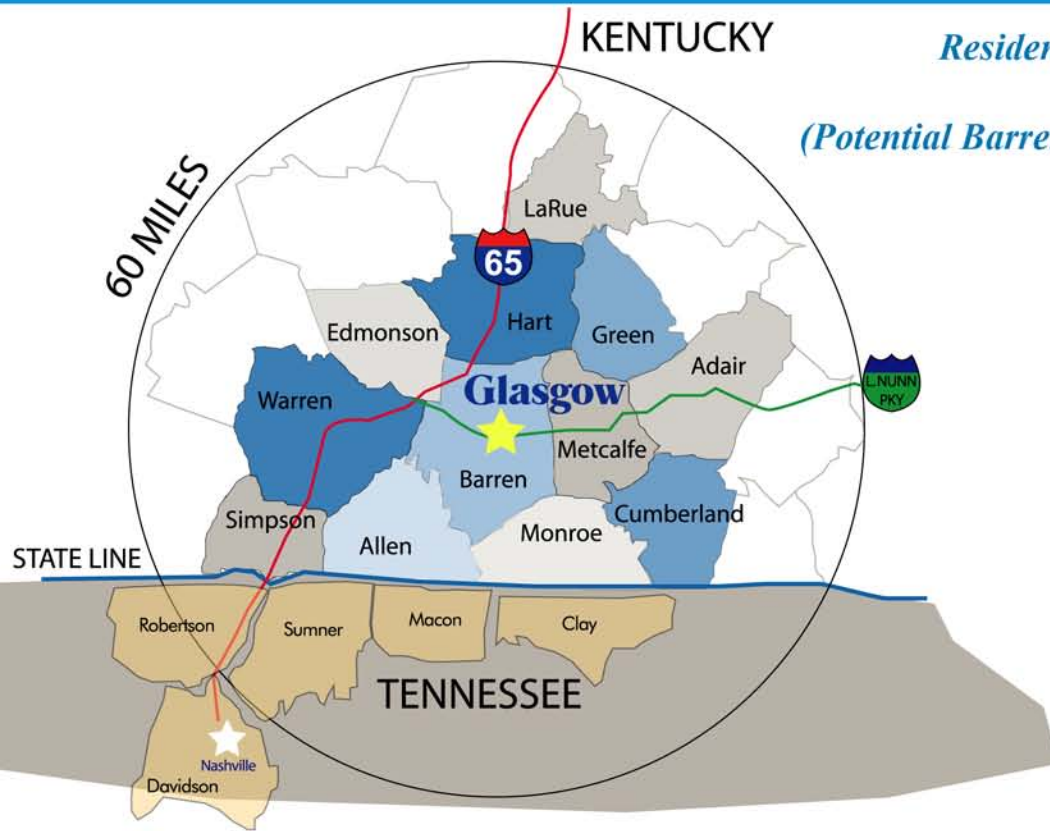 KENTUCKY
Residen
(Potential Barre
60 MILES
LaRue
65
Edmonson
Hart
Green
Adair
Warren
Glasgow
L.NUNN
PKY
Metcalfe
Barren
Simpson
Allen
Monroe
Cumberland
STATE LINE
Robertson
Sumner
Macon
Clay
TENNESSEE
Nashville
Davidson